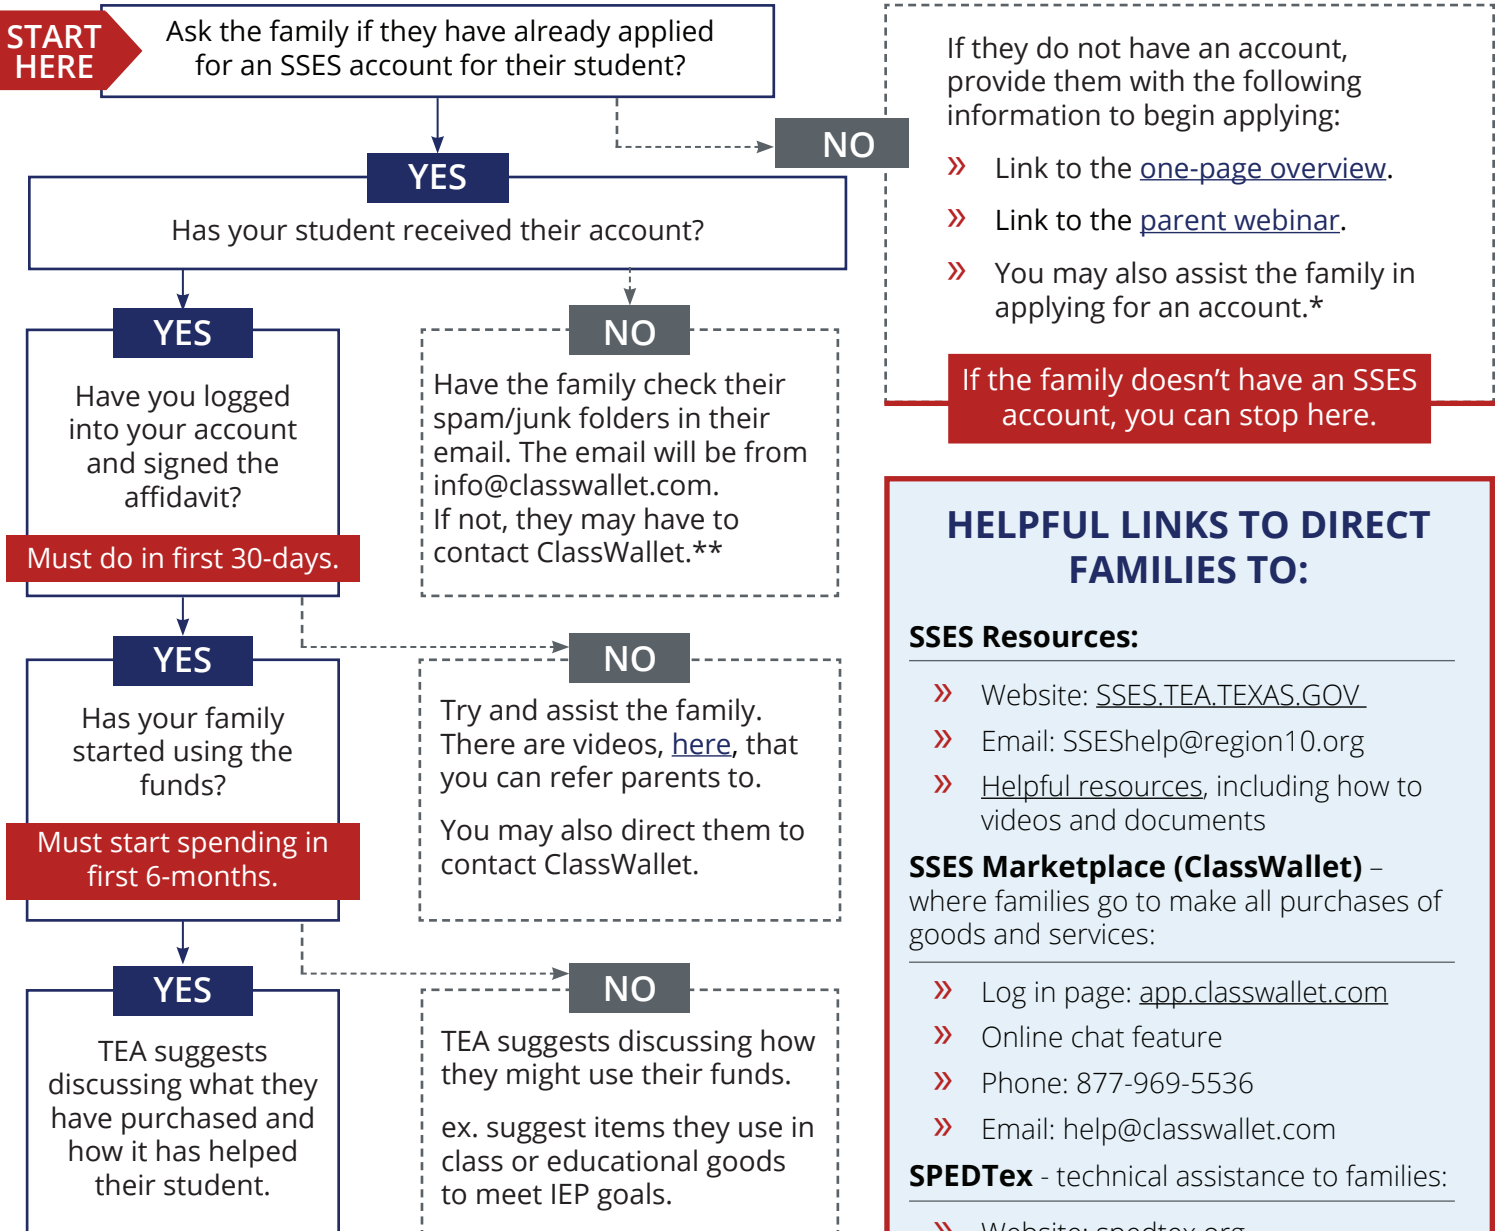 START
HERE
Ask the family if they have already applied
for an SSES account for their student?
NO
YES
Has your student received their account?
YES
Have you logged
into your account
and signed the
affidavit?
Must do in first 30-days.
NO
Have the family check their
spam/junk folders in their
email. The email will be from
info@classwallet.com.
If not, they may have to
contact ClassWallet.**
YES
Has your family
started using the
funds?
Must start spending in
first 6-months.
NO
Try and assist the family.
There are videos, here, that
you can refer parents to.
You may also direct them to
contact ClassWallet.
YES
TEA suggests
discussing what they
have purchased and
how it has helped
their student.
NO
TEA suggests discussing how
they might use their funds.
ex. suggest items they use in
class or educational goods
to meet IEP goals.
If they do not have an account,
provide them with the following
information to begin applying:
» Link to the one-page overview.
» Link to the parent webinar.
» You may also assist the family in
applying for an account.*
If the family doesn't have an SSES
account, you can stop here.
HELPFUL LINKS TO DIRECT
FAMILIES TO:
SSES Resources:
» Website: SSES.TEA.TEXAS.GOV
» Email: SSEShelp@region10.org
» Helpful resources, including how to
videos and documents
SSES Marketplace (ClassWallet) –
where families go to make all purchases of
goods and services:
» Log in page: app.classwallet.com
» Online chat feature
» Phone: 877-969-5536
» Email: help@classwallet.com
SPEDTex - technical assistance to families:
» Website: spedtex.org